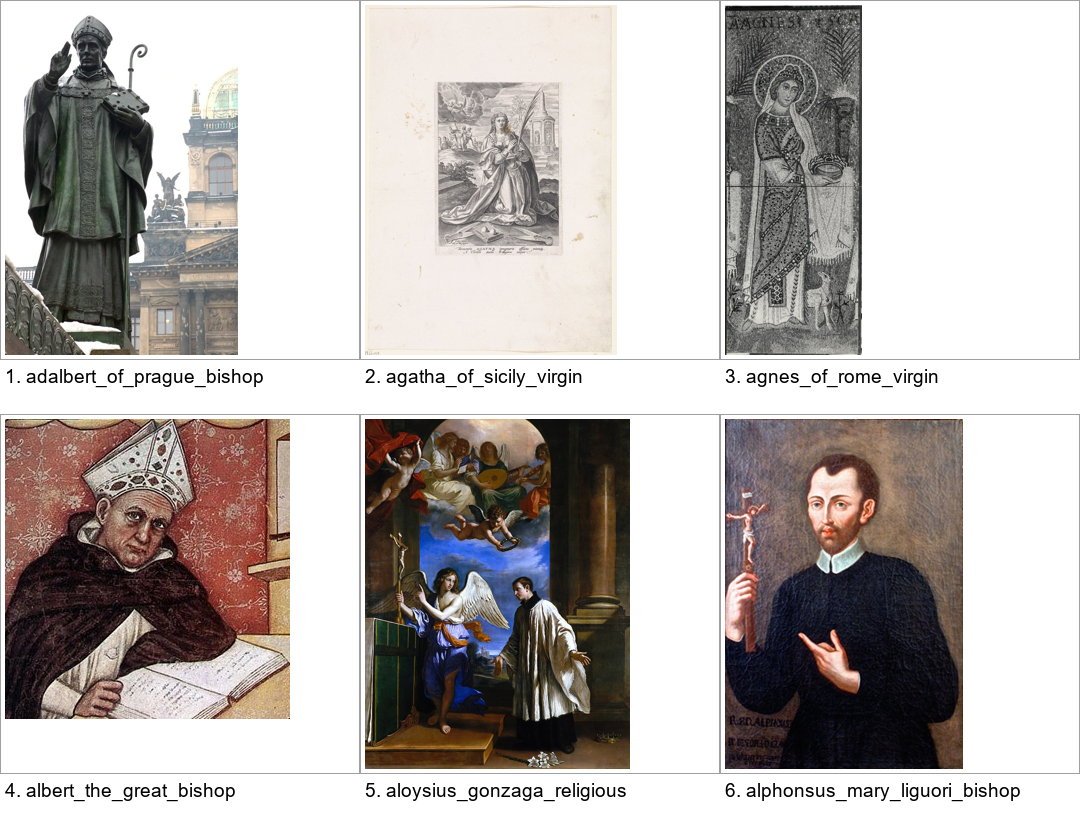 1. adalbert_of_prague_bishop
2. agatha_of_sicily_virgin
3. agnes_of_rome_virgin
4. albert_the_great_bishop
5. aloysius_gonzaga_religious
6. alphonsus_mary_liguori_bishop